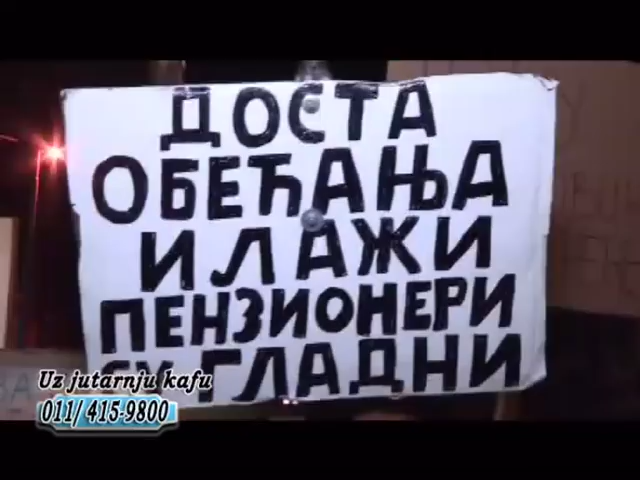 ДОСТА
ОБЕЋАЊА
И ЛАЖИ
ПЕНЗИОНЕРИ
СУ ГЛАДНИ
Uz jutarnju kafu
011/ 415-9800